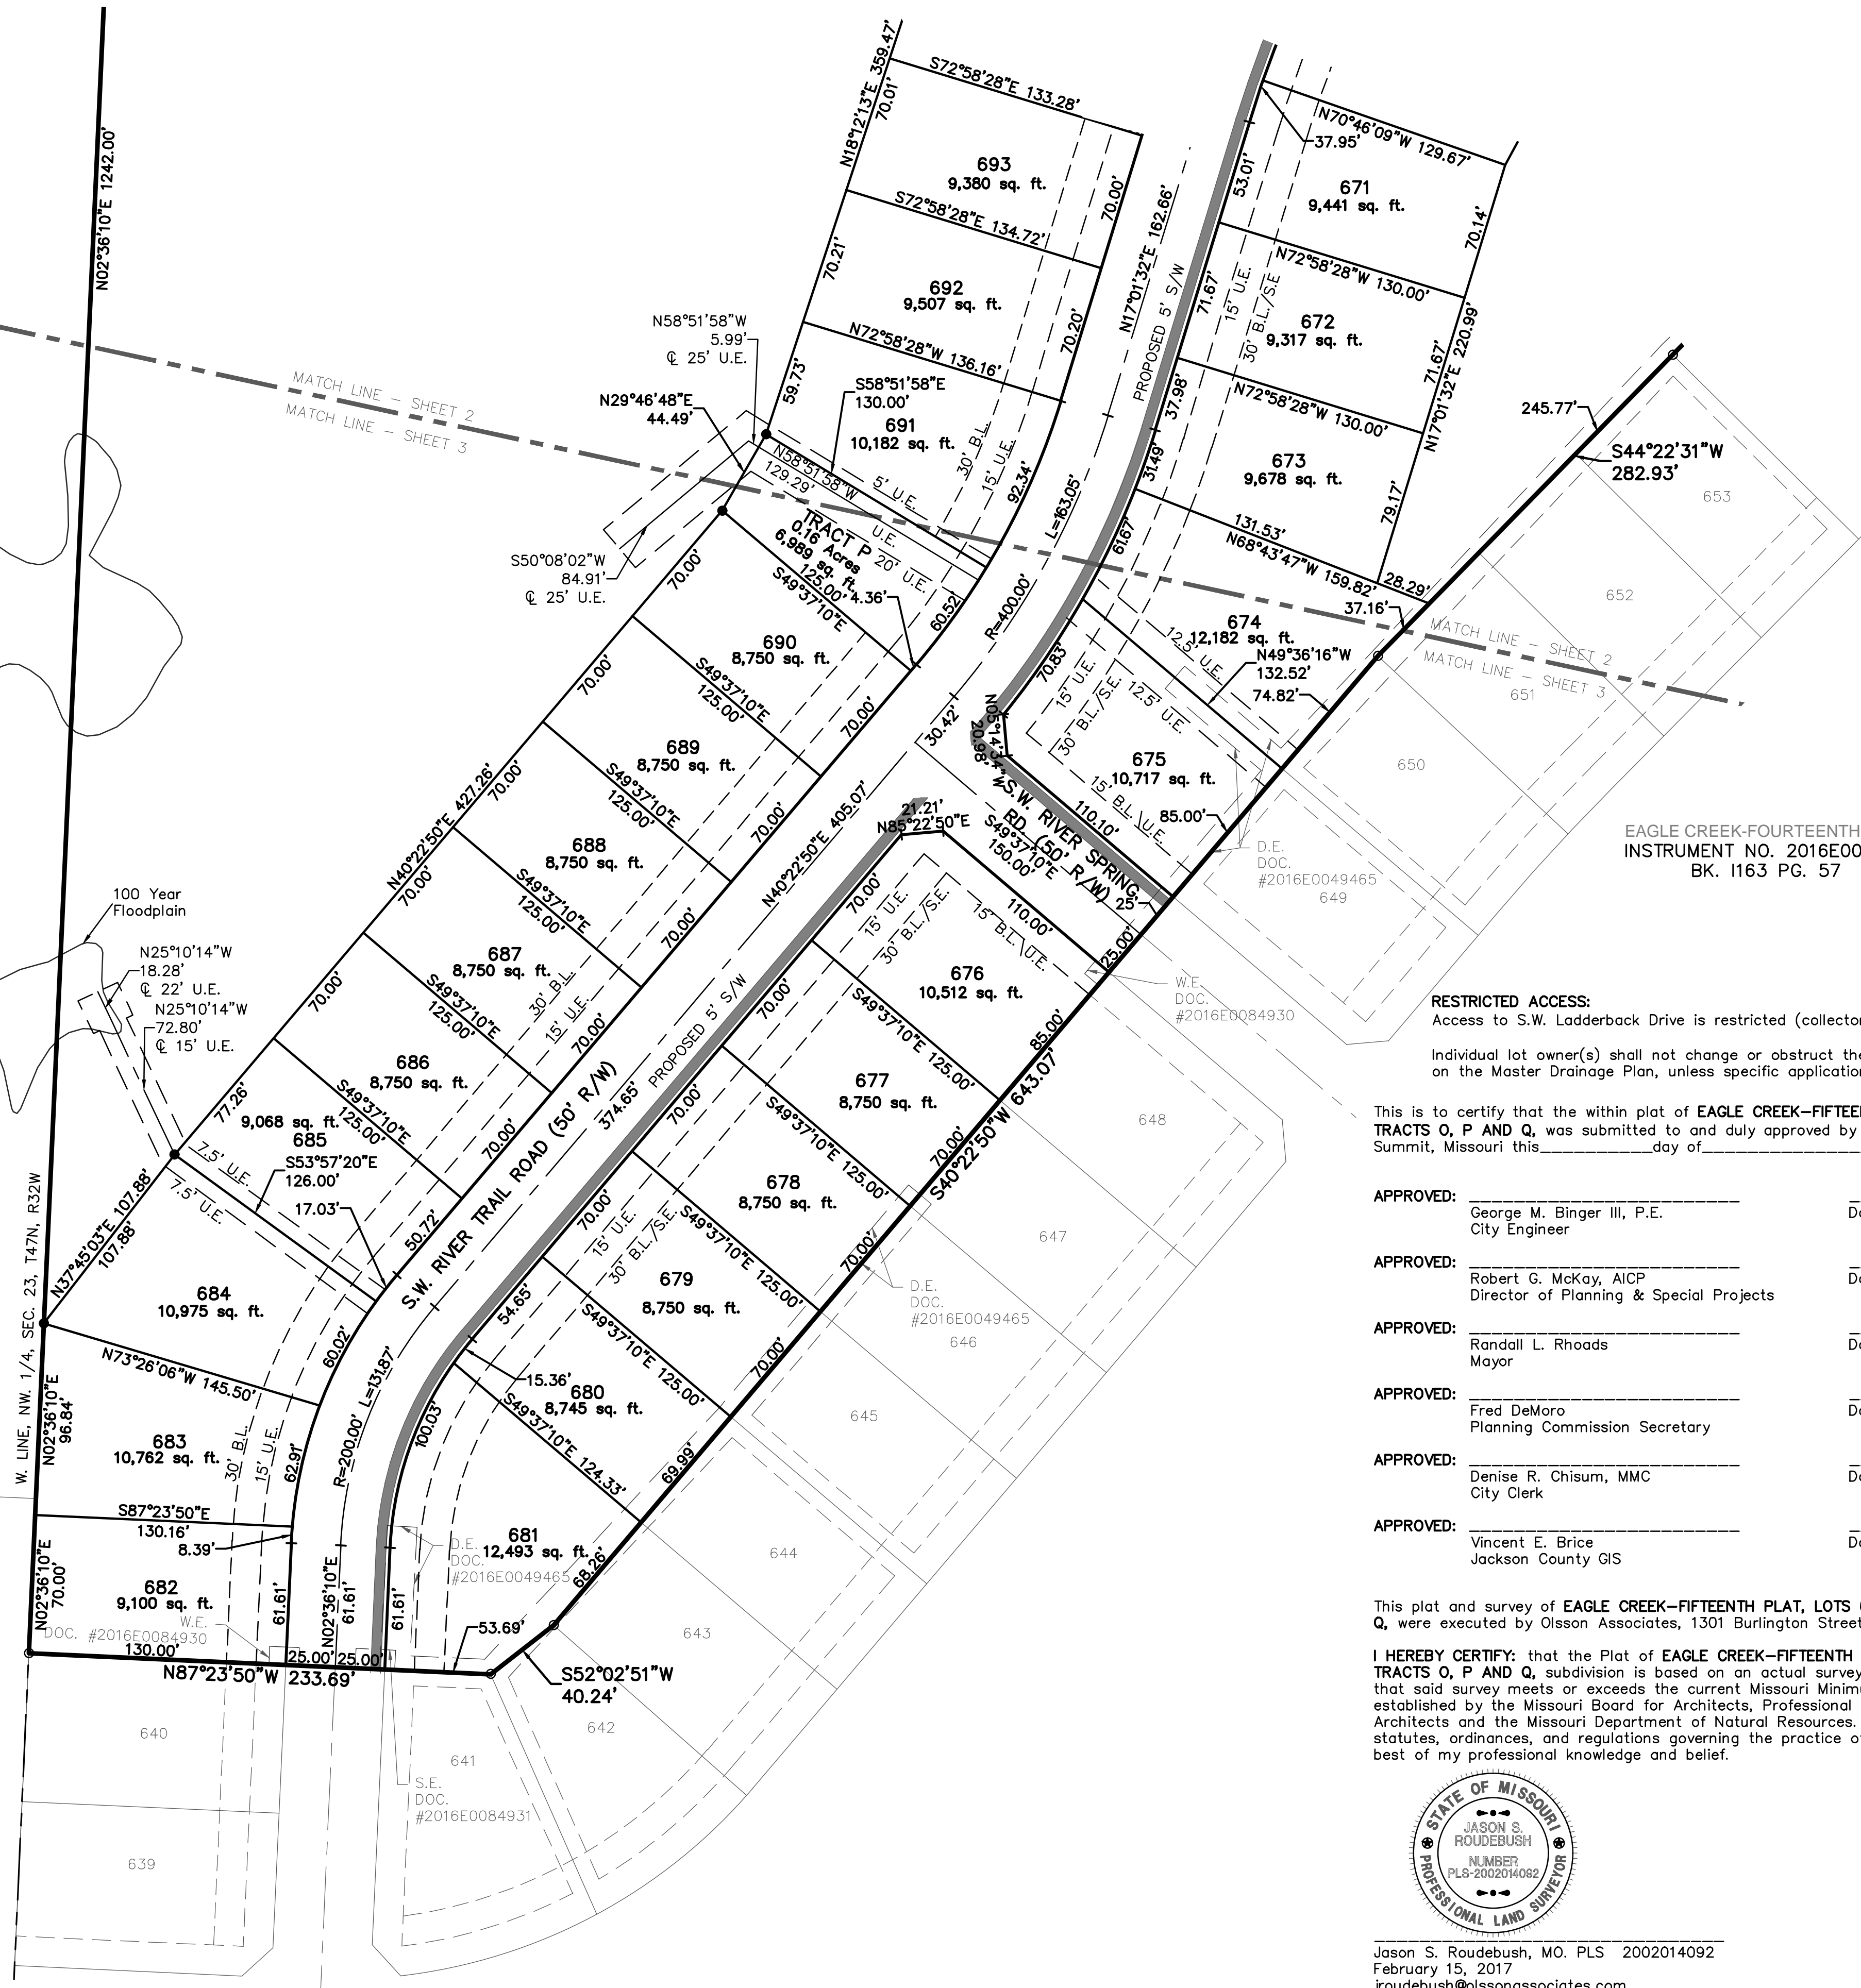 N02°36'10"E 1242.00'
N18°12'13"E 359.47'
70.01'
S72°58'28"E 133.28'
693
9,380 sq. ft.
70.00'
S72°58'28"E 134.72'
70.21'
692
9,507 sq. ft.
70.20'
N72°58'28"W 136.16'
59.73'
N58°51'58"W
5.99'
℄ 25' U.E.
N29°46'48"E
44.49'
S58°51'58"E
130.00'
691
10,182 sq. ft.
N58°51'58"W
129.29'
5' U.E.
30' B.L.
15' U.E.
92.34'
N17°01'32"E 162.66'
PROPOSED 5' S/W
N70°46'09"W 129.67'
37.95'
53.01'
671
9,441 sq. ft.
70.14'
N72°58'28"W 130.00'
71.67'
15' U.E.
30' B.L./S.E
672
9,317 sq. ft.
71.67'
N17°01'32"E 220.99'
N72°58'28"W 130.00'
37.98'
31.49'
673
9,678 sq. ft.
79.17'
61.67'
131.53'
N68°43'47"W 159.82'
28.29'
37.16'
245.77'
S44°22'31"W
282.93'
653
652
651
650
649
MATCH LINE – SHEET 2
MATCH LINE – SHEET 3
MATCH LINE – SHEET 2
MATCH LINE – SHEET 3
TRACT P
0.16 Acres
6,989 sq. ft.
U.E.
20' U.E.
125.00'
S49°37'10"E
4.36'
60.52'
L=163.05'
R=400.00'
S50°08'02"W
84.91'
℄ 25' U.E.
70.00'
690
8,750 sq. ft.
70.00'
S49°37'10"E
125.00'
70.00'
689
8,750 sq. ft.
70.00'
S49°37'10"E
125.00'
N40°22'50"E 427.26'
70.00'
688
8,750 sq. ft.
70.00'
S49°37'10"E
125.00'
70.00'
687
8,750 sq. ft.
70.00'
S49°37'10"E
125.00'
30' B.L.
15' U.E.
70.00'
686
8,750 sq. ft.
70.00'
S49°37'10"E
125.00'
77.26'
9,068 sq. ft.
685
S53°57'20"E
126.00'
17.03'
50.72'
7.5' U.E.
7.5' U.E.
100 Year
Floodplain
N25°10'14"W
18.28'
℄ 22' U.E.
N25°10'14"W
72.80'
℄ 15' U.E.
674
12,182 sq. ft.
12.5' U.E.
N49°36'16"W
132.52'
74.82'
70.83'
15' U.E.
30' B.L./S.E.
12.5' U.E.
675
10,717 sq. ft.
15' B.L./U.E.
85.00'
110.10'
N05°14'34"W
20.98'
30.42'
S.W. RIVER SPRING
RD. (50' R/W)
S49°37'10"E
150.00'
25'
25.00'
21.21'
N85°22'50"E
N40°22'50"E 405.07'
374.65'
PROPOSED 5' S/W
S.W. RIVER TRAIL ROAD (50' R/W)
70.00'
15' U.E.
30' B.L./S.E.
15' B.L.\U.E.
110.00'
676
10,512 sq. ft.
85.00'
S49°37'10"E 125.00'
70.00'
677
8,750 sq. ft.
70.00'
S40°22'50"W 643.07'
S49°37'10"E 125.00'
70.00'
678
8,750 sq. ft.
70.00'
S49°37'10"E 125.00'
70.00'
15' U.E.
30' B.L./S.E.
679
8,750 sq. ft.
70.00'
S49°37'10"E 125.00'
54.65'
15.36'
680
8,745 sq. ft.
69.99'
S49°37'10"E 124.33'
100.03'
681
12,493 sq. ft.
68.26'
D.E.
DOC.
#2016E0049465
D.E.
DOC.
#2016E0049465
D.E.
DOC.
#2016E0049465
W.E.
DOC.
#2016E0084930
648
647
646
645
644
643
642
641
640
639
N37°45'03"E 107.88'
107.88'
684
10,975 sq. ft.
60.02'
N73°26'06"W 145.50'
N02°36'10"E
96.84'
683
10,762 sq. ft.
30' B.L.
15' U.E.
62.91'
R=200.00' L=131.87'
S87°23'50"E
130.16'
8.39'
N02°36'10"E
70.00'
682
9,100 sq. ft.
W.E.
DOC. #2016E0084930
61.61'
N02°36'10"E
61.61'
61.61'
130.00'
25.00' 25.00'
N87°23'50"W 233.69'
53.69'
S52°02'51"W
40.24'
S.E.
DOC.
#2016E0084931
W. LINE, NW. 1/4, SEC. 23, T47N, R32W
EAGLE CREEK-FOURTEENTH
INSTRUMENT NO. 2016E00
BK. I163 PG. 57
RESTRICTED ACCESS:
Access to S.W. Ladderback Drive is restricted (collector
Individual lot owner(s) shall not change or obstruct the
on the Master Drainage Plan, unless specific application
This is to certify that the within plat of EAGLE CREEK–FIFTEE
TRACTS O, P AND Q, was submitted to and duly approved by
Summit, Missouri this__________day of______________
APPROVED: ________________________
George M. Binger III, P.E.
City Engineer
APPROVED: ________________________
Robert G. McKay, AICP
Director of Planning & Special Projects
APPROVED: ________________________
Randall L. Rhoads
Mayor
APPROVED: ________________________
Fred DeMoro
Planning Commission Secretary
APPROVED: ________________________
Denise R. Chisum, MMC
City Clerk
APPROVED: ________________________
Vincent E. Brice
Jackson County GIS
This plat and survey of EAGLE CREEK–FIFTEENTH PLAT, LOTS
Q, were executed by Olsson Associates, 1301 Burlington Street
I HEREBY CERTIFY: that the Plat of EAGLE CREEK–FIFTEENTH
TRACTS O, P AND Q, subdivision is based on an actual survey
that said survey meets or exceeds the current Missouri Minim
established by the Missouri Board for Architects, Professional
Architects and the Missouri Department of Natural Resources.
statutes, ordinances, and regulations governing the practice o
best of my professional knowledge and belief.
STATE OF MISSOURI
JASON S.
ROUDEBUSH
NUMBER
PLS-2002014092
PROFESSIONAL LAND SURVEYOR
Jason S. Roudebush, MO. PLS 2002014092
February 15, 2017
jroudebush@olssonassociates.com